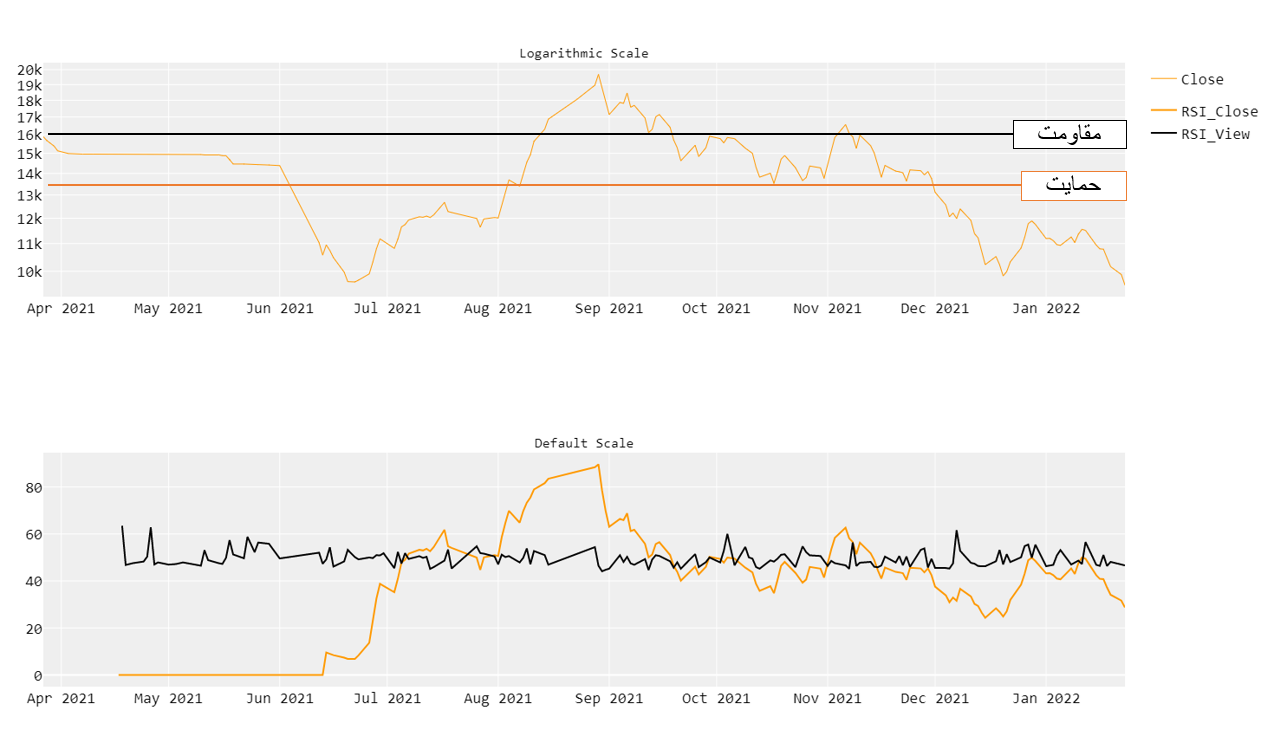 Logarithmic Scale
20k
19k
18k
17k
16k
15k
14k
13k
12k
11k
10k
مقاومت
حمایت
Apr 2021 May 2021 Jun 2021 Jul 2021 Aug 2021 Sep 2021 Oct 2021 Nov 2021 Dec 2021 Jan 2022
Close
RSI_Close
RSI_View
Default Scale
80
60
40
20
0
Apr 2021 May 2021 Jun 2021 Jul 2021 Aug 2021 Sep 2021 Oct 2021 Nov 2021 Dec 2021 Jan 2022